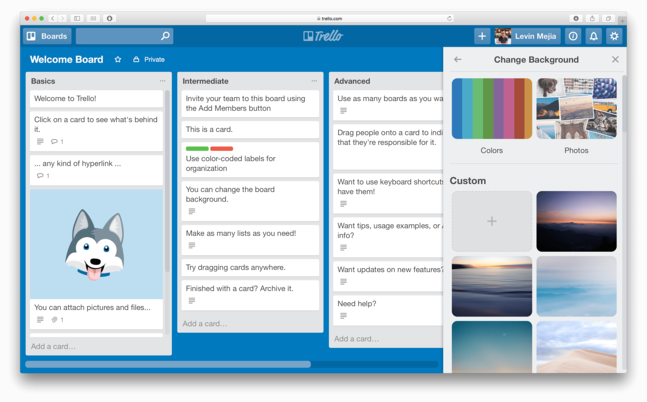 trello.com
Boards
Trello
Levin Mejia
Welcome Board
Private
Change Background
Basics
Welcome to Trello!
Click on a card to see what's behind
it.
1
... any kind of hyperlink ...
1
You can attach pictures and files...
1
Add a card...
Intermediate
Invite your team to this board using
the Add Members button
This is a card.
Use color-coded labels for
organization
You can change the board
background.
Make as many lists as you need!
Try dragging cards anywhere.
Finished with a card? Archive it.
Add a card...
Advanced
Use as many boards as you wa
Drag people onto a card to indi
that they're responsible for it.
Want to use keyboard shortcuts
have them!
Want tips, usage examples, or A
info?
Want updates on new features?
Need help?
Add a card...
Colors
Photos
Custom